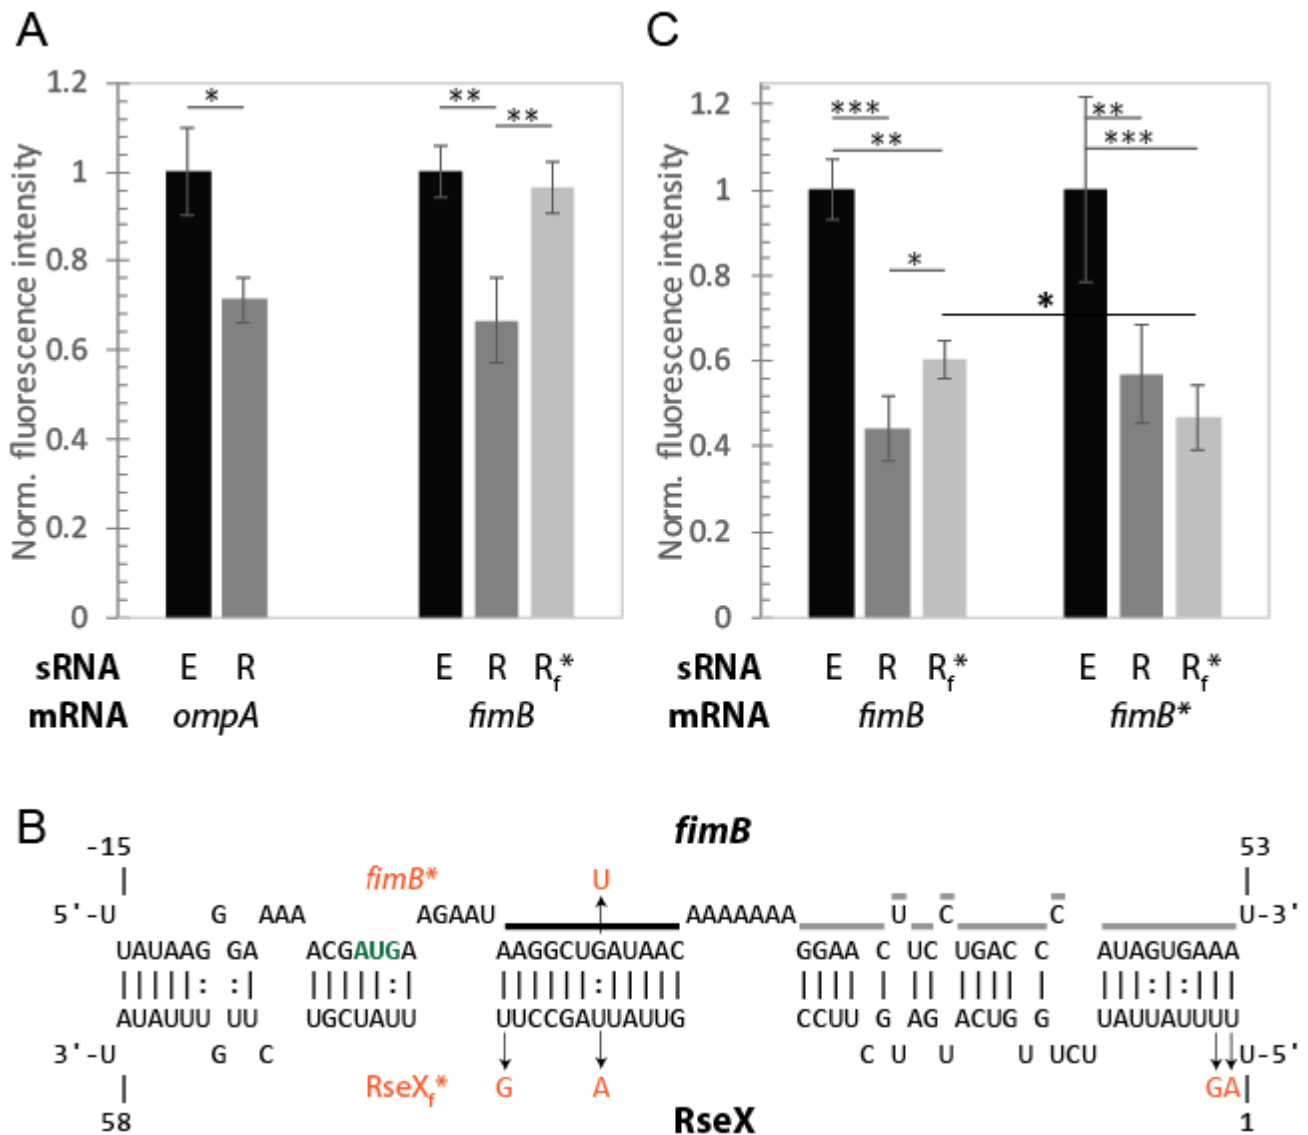 A
Norm. fluorescence intensity
1.2
1
0.8
0.6
0.4
0.2
0
*
**
**
sRNA E R E R Rf*
mRNA ompA fimB
C
Norm. fluorescence intensity
1.2
1
0.8
0.6
0.4
0.2
0
***
**
*
**
***
*
sRNA E R Rf* E R Rf*
mRNA fimB fimB*
B
fimB
-15 53
fimB* U
5'-U G AAA AGAAU AAAAAAA U C C U-3'
UAUAAG GA ACGAUGA AAGGCUGAUAAC GGAA C UC UGAC C AUAGUGAAA
|||||: :| |||||:| ||||||:||||| |||| | || |||| | |||:|:|||
AUAUUU UU UGCUAUU UUCCGAUUAUUG CCUU G AG ACUG G UAUUAUUUU
3'-U G C C U U U UCU U-5'
RseXf* G A GA
58 RseX 1